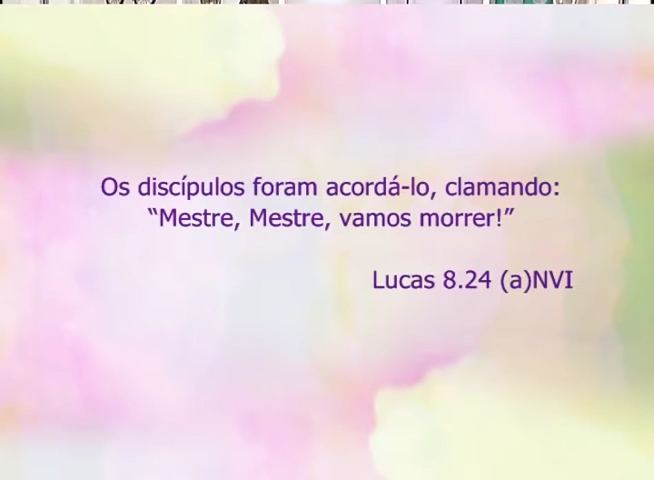 Os discípulos foram acordá-lo, clamando:
“Mestre, Mestre, vamos morrer!”
Lucas 8.24 (a)NVI